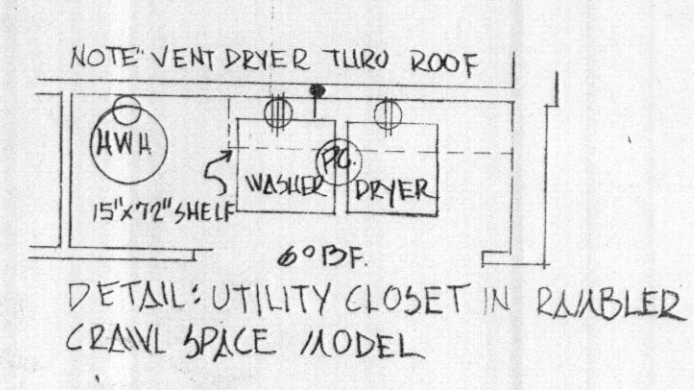 NOTE" VENT DRYER THRO ROOF
HWH
P.C.
WASHER
DRYER
15"x72" SHELF
6° B.F.
DETAIL: UTILITY CLOSET IN RAMBLER
CRAWL SPACE MODEL